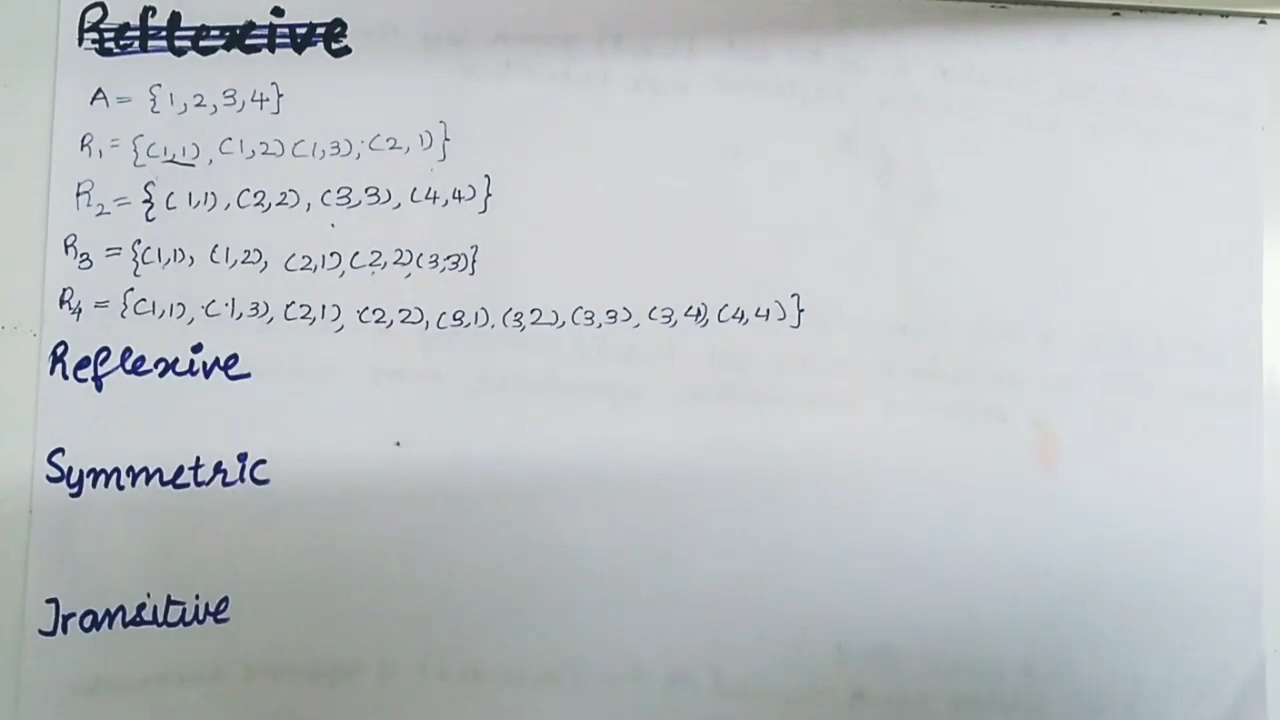 Reflexive
A = {1,2,3,4}
R₁ = {(1,1), (1,2) (1,3), (2,1)}
R₂ = {(1,1), (2,2), (3,3), (4,4)}
R₃ = {(1,1), (1,2), (2,1), (2,2) (3,3)}
R₄ = {(1,1), (1,3), (2,1), (2,2), (3,1), (3,2), (3,3), (3,4), (4,4)}
Reflexive
Symmetric
Transitive